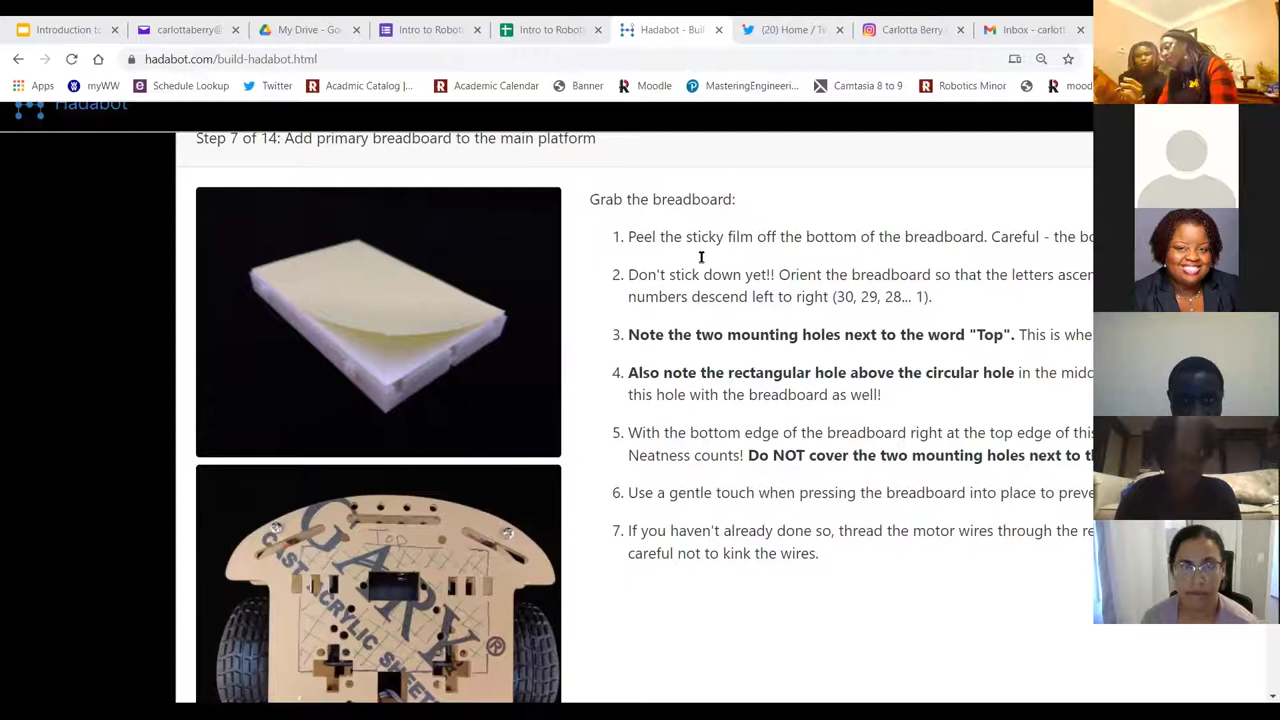 Introduction to
carlottaberry@
My Drive - Goo
Intro to Robot
Intro to Robot
Hadabot - Buil
(20) Home / T
Carlotta Berry
Inbox - carlott
hadabot.com/build-hadabot.html
Apps
myWW
Schedule Lookup
Twitter
Acadmic Catalog |...
Academic Calendar
Banner
Moodle
MasteringEngineeri...
Camtasia 8 to 9
Robotics Minor
mood
Hadabot
Step 7 of 14: Add primary breadboard to the main platform
Grab the breadboard:
1. Peel the sticky film off the bottom of the breadboard. Careful - the bo
2. Don't stick down yet!! Orient the breadboard so that the letters ascen
numbers descend left to right (30, 29, 28... 1).
3. Note the two mounting holes next to the word "Top". This is whe
4. Also note the rectangular hole above the circular hole in the midd
this hole with the breadboard as well!
5. With the bottom edge of the breadboard right at the top edge of this
Neatness counts! Do NOT cover the two mounting holes next to th
6. Use a gentle touch when pressing the breadboard into place to preve
7. If you haven't already done so, thread the motor wires through the re
careful not to kink the wires.
Top
GARY
CAST ACRYLIC SHEET
®